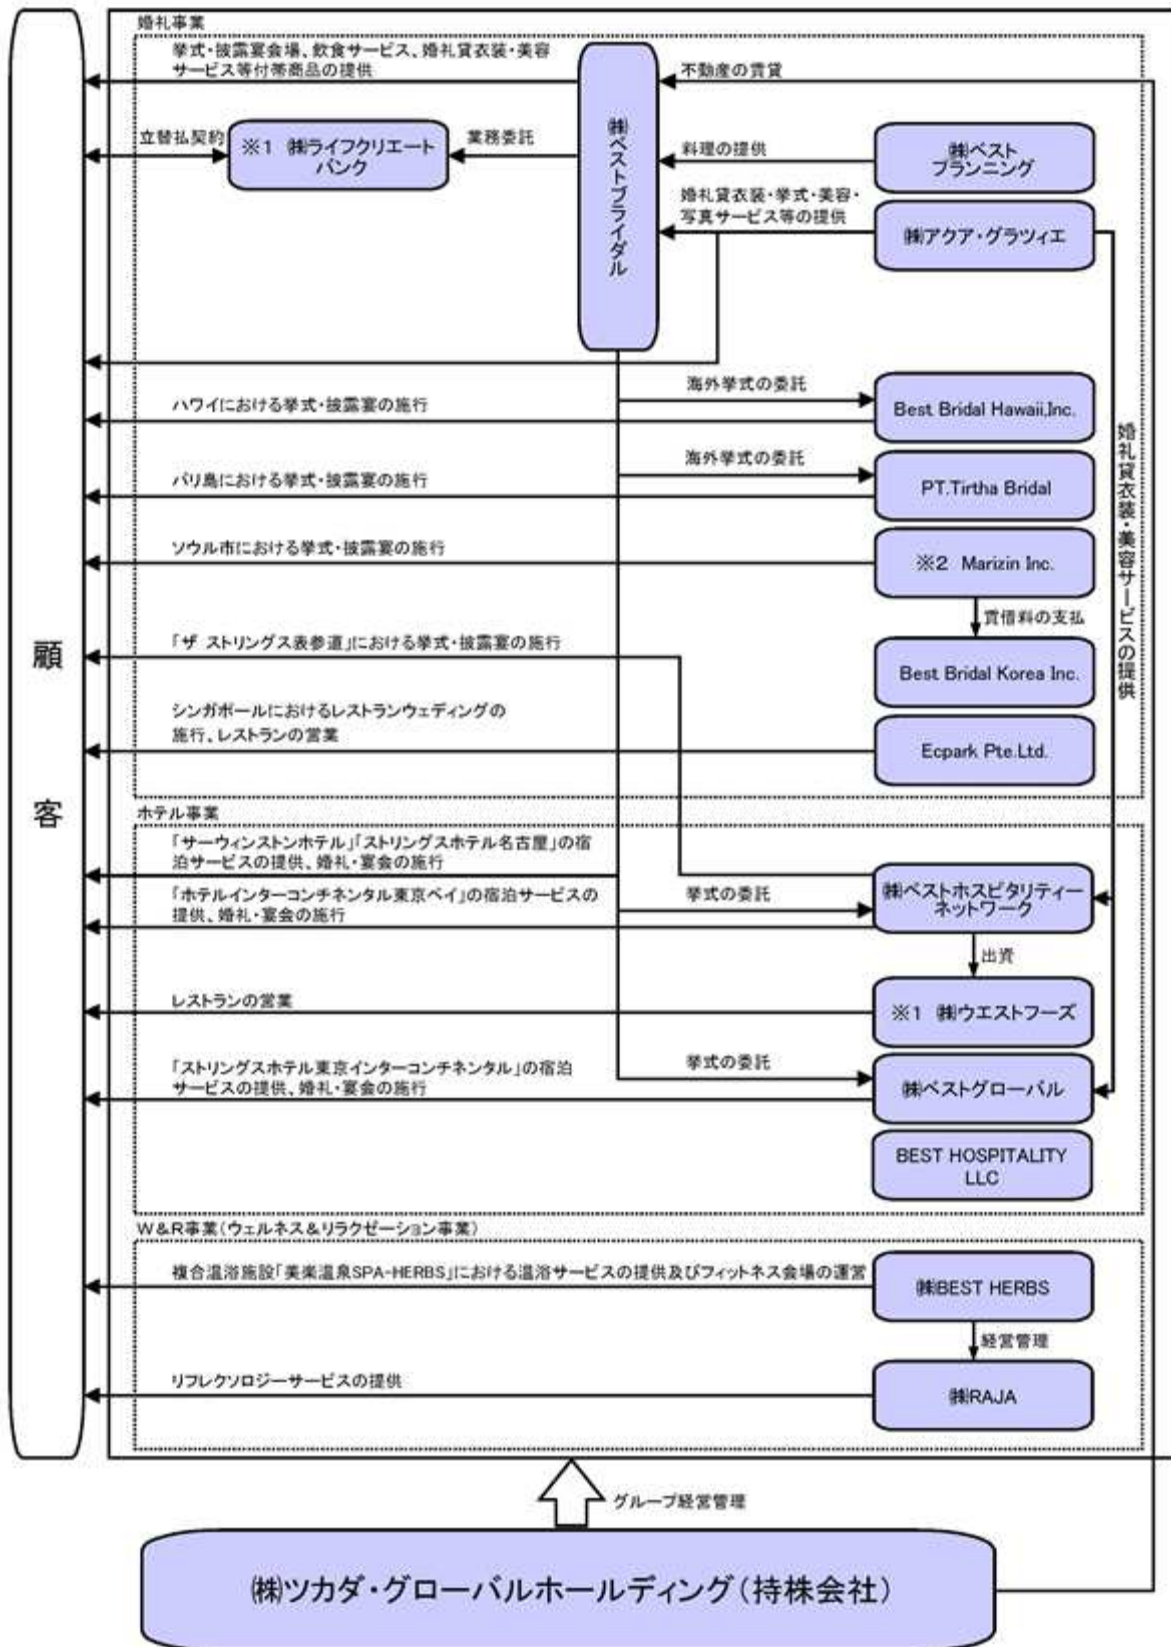 顧客
婚礼事業
挙式・披露宴会場、飲食サービス、婚礼貸衣装・美容
サービス等付帯商品の提供
㈱ベストブライダル
不動産の賃貸
立替払契約
※1 ㈱ライフクリエート
バンク
業務委託
料理の提供
㈱ベスト
プランニング
婚礼貸衣装・挙式・美容・
写真サービス等の提供
㈱アクア・グラツィエ
海外挙式の委託
ハワイにおける挙式・披露宴の施行
Best Bridal Hawaii,Inc.
海外挙式の委託
バリ島における挙式・披露宴の施行
PT.Tirtha Bridal
婚礼貸衣装・美容サービスの提供
ソウル市における挙式・披露宴の施行
※2 Marizin Inc.
賃借料の支払
「ザ ストリングス表参道」における挙式・披露宴の施行
Best Bridal Korea Inc.
シンガポールにおけるレストランウェディングの
施行、レストランの営業
Ecpark Pte.Ltd.
ホテル事業
「サーウィンストンホテル」「ストリングスホテル名古屋」の宿
泊サービスの提供、婚礼・宴会の施行
「ホテルインターコンチネンタル東京ベイ」の宿泊サービスの
提供、婚礼・宴会の施行
挙式の委託
㈱ベストホスピタリティー
ネットワーク
出資
レストランの営業
※1 ㈱ウエストフーズ
「ストリングスホテル東京インターコンチネンタル」の宿泊
サービスの提供、婚礼・宴会の施行
挙式の委託
㈱ベストグローバル
BEST HOSPITALITY
LLC
W&R事業(ウェルネス&リラクゼーション事業)
複合温浴施設「美楽温泉SPA-HERBS」における温浴サービスの提供及びフィットネス会場の運営
㈱BEST HERBS
経営管理
リフレクソロジーサービスの提供
㈱RAJA
グループ経営管理
㈱ツカダ・グローバルホールディング(持株会社)